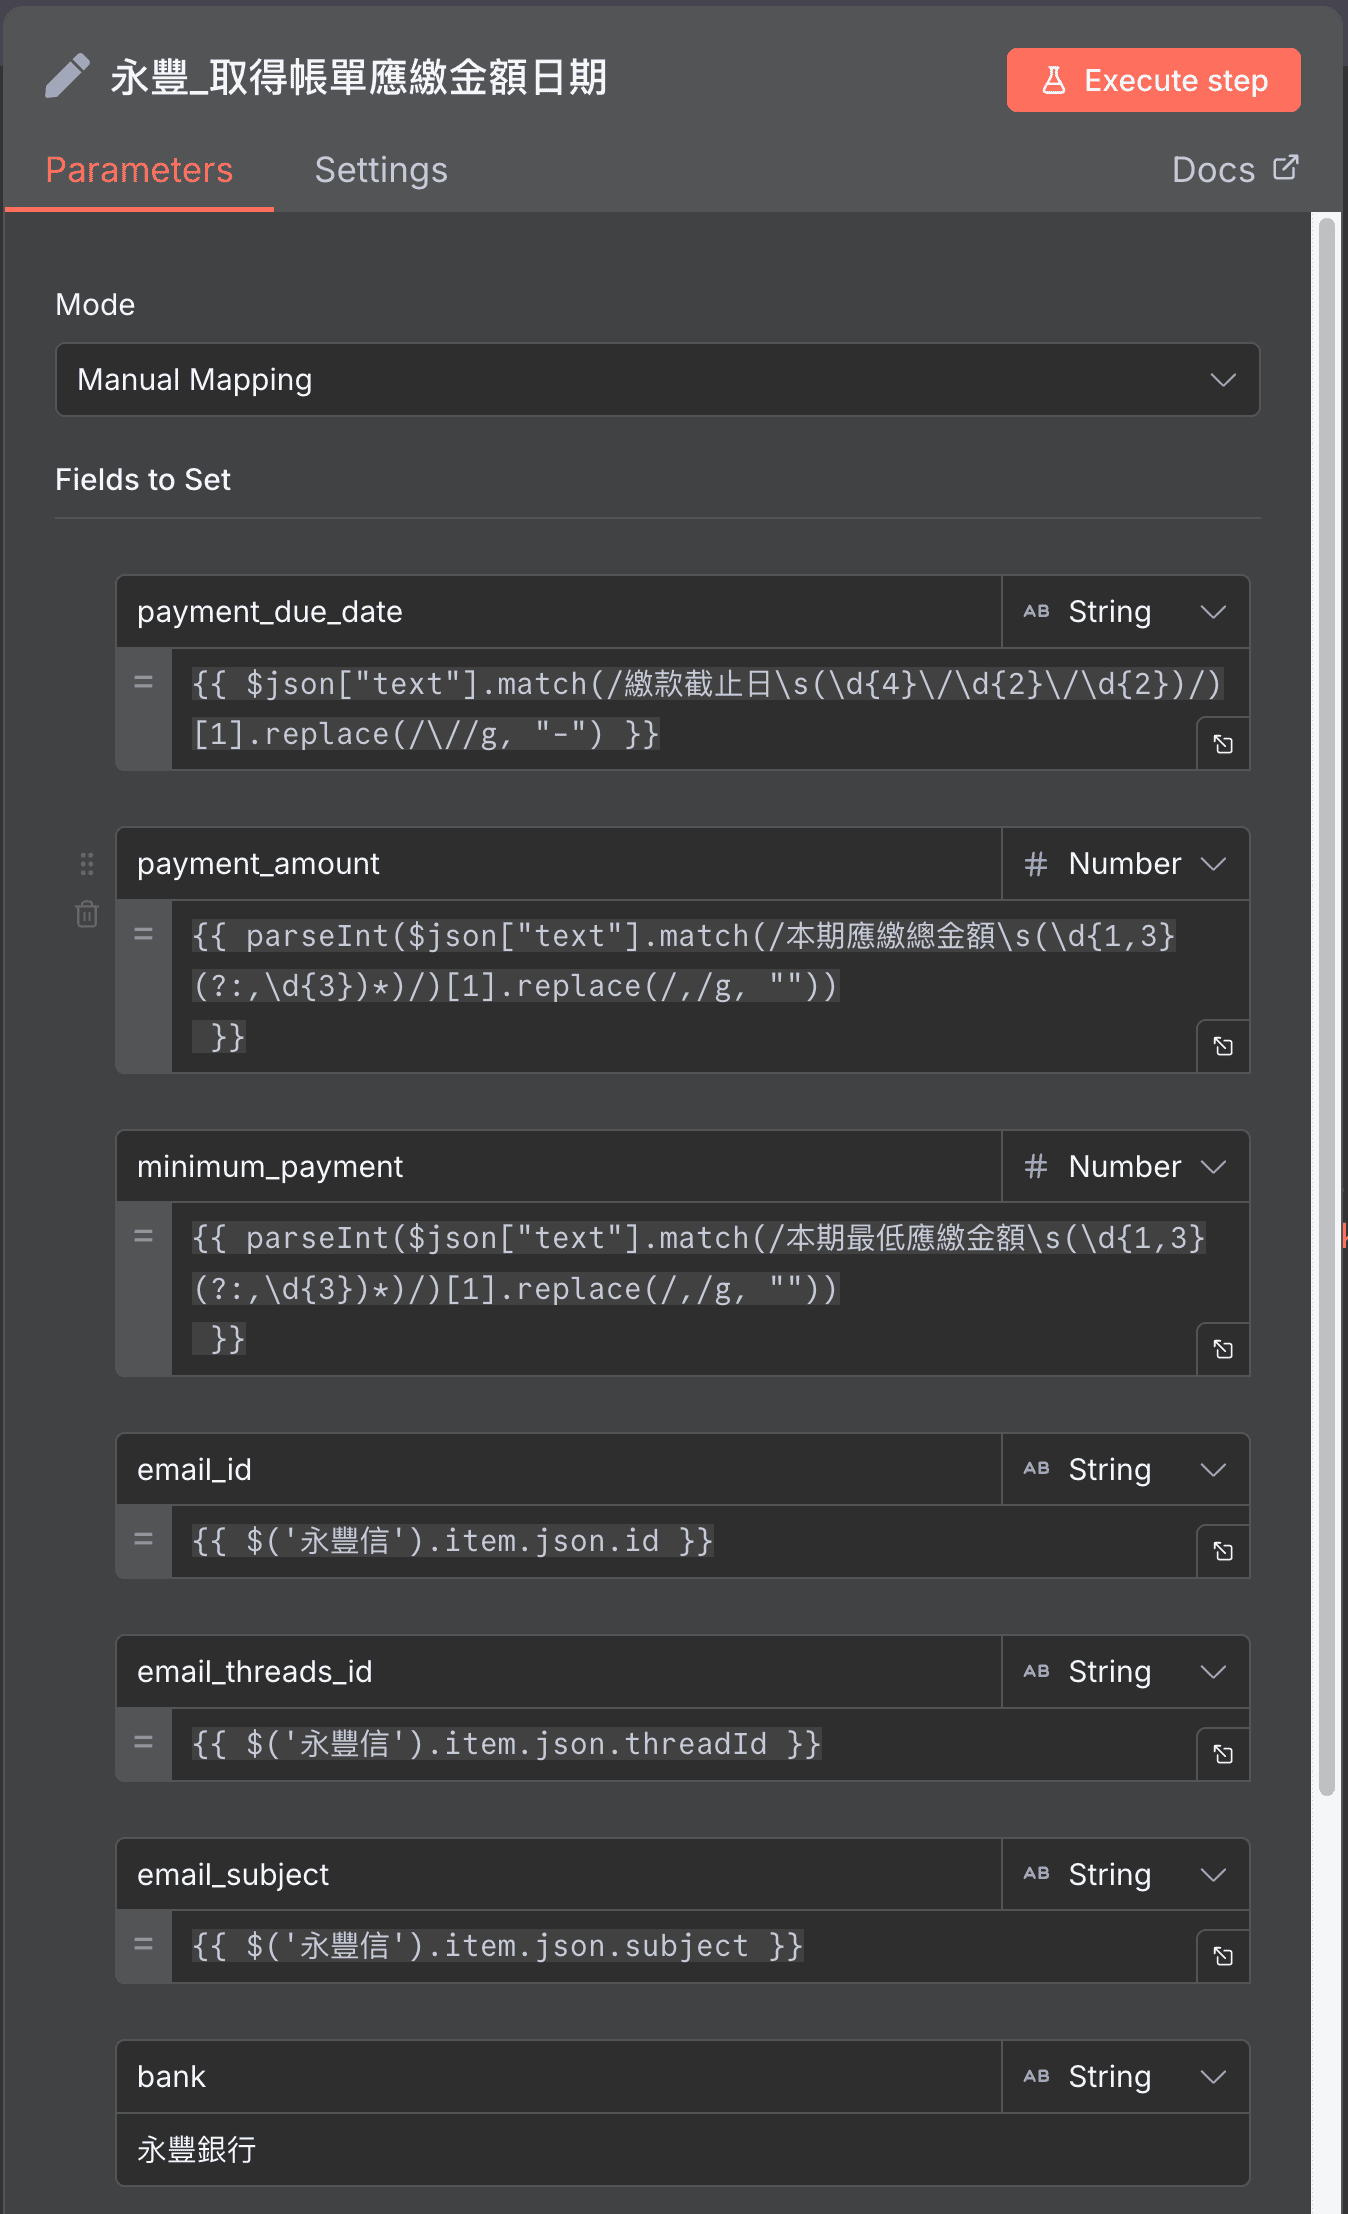 永豐_取得帳單應繳金額日期
Execute step
Parameters
Settings
Docs
Mode
Manual Mapping
Fields to Set
payment_due_date
AB String
=
{{ $json["text"].match(/繳款截止日\s(\d{4}\/\d{2}\/\d{2})/)
[1].replace(/\//g, "-") }}
payment_amount
# Number
=
{{ parseInt($json["text"].match(/本期應繳總金額\s(\d{1,3}
(?:,\d{3})*)/)[1].replace(/,/g, ""))
}}
minimum_payment
# Number
=
{{ parseInt($json["text"].match(/本期最低應繳金額\s(\d{1,3}
(?:,\d{3})*)/)[1].replace(/,/g, ""))
}}
email_id
AB String
=
{{ $('永豐信').item.json.id }}
email_threads_id
AB String
=
{{ $('永豐信').item.json.threadId }}
email_subject
AB String
=
{{ $('永豐信').item.json.subject }}
bank
AB String
永豐銀行